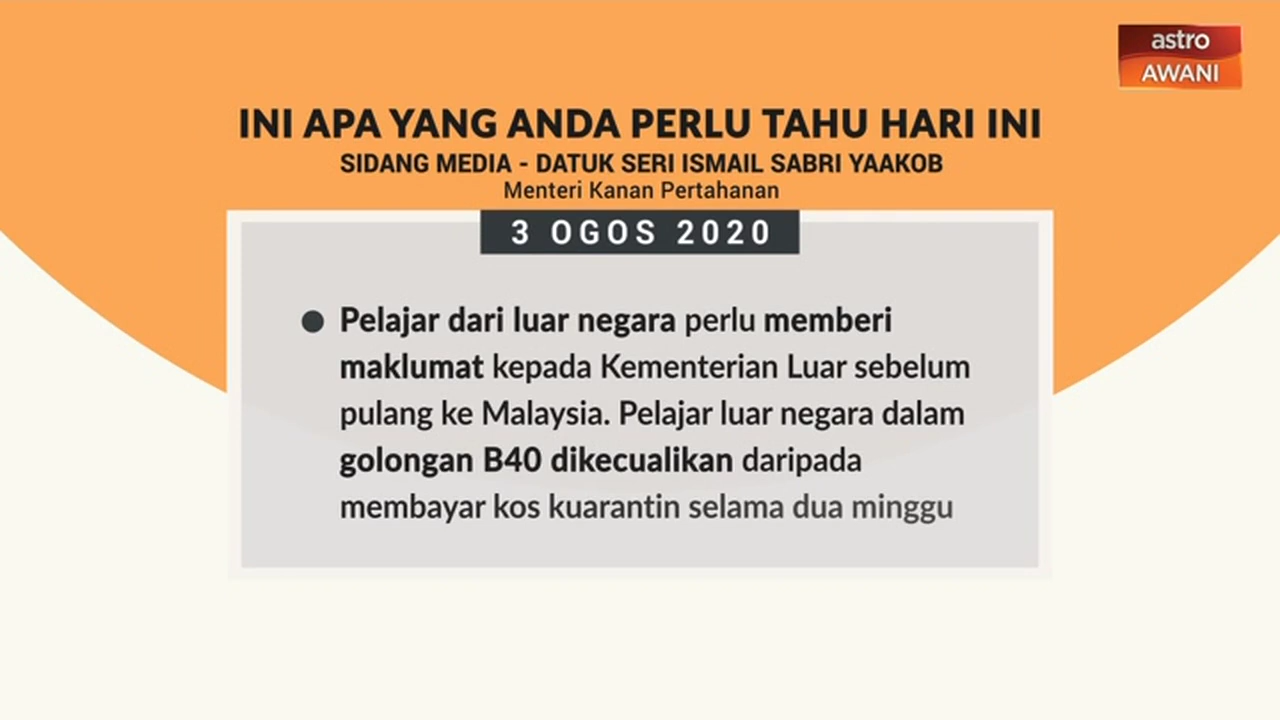 astro
AWANI
INI APA YANG ANDA PERLU TAHU HARI INI
SIDANG MEDIA - DATUK SERI ISMAIL SABRI YAAKOB
Menteri Kanan Pertahanan
3 OGOS 2020
● Pelajar dari luar negara perlu memberi
maklumat kepada Kementerian Luar sebelum
pulang ke Malaysia. Pelajar luar negara dalam
golongan B40 dikecualikan daripada
membayar kos kuarantin selama dua minggu